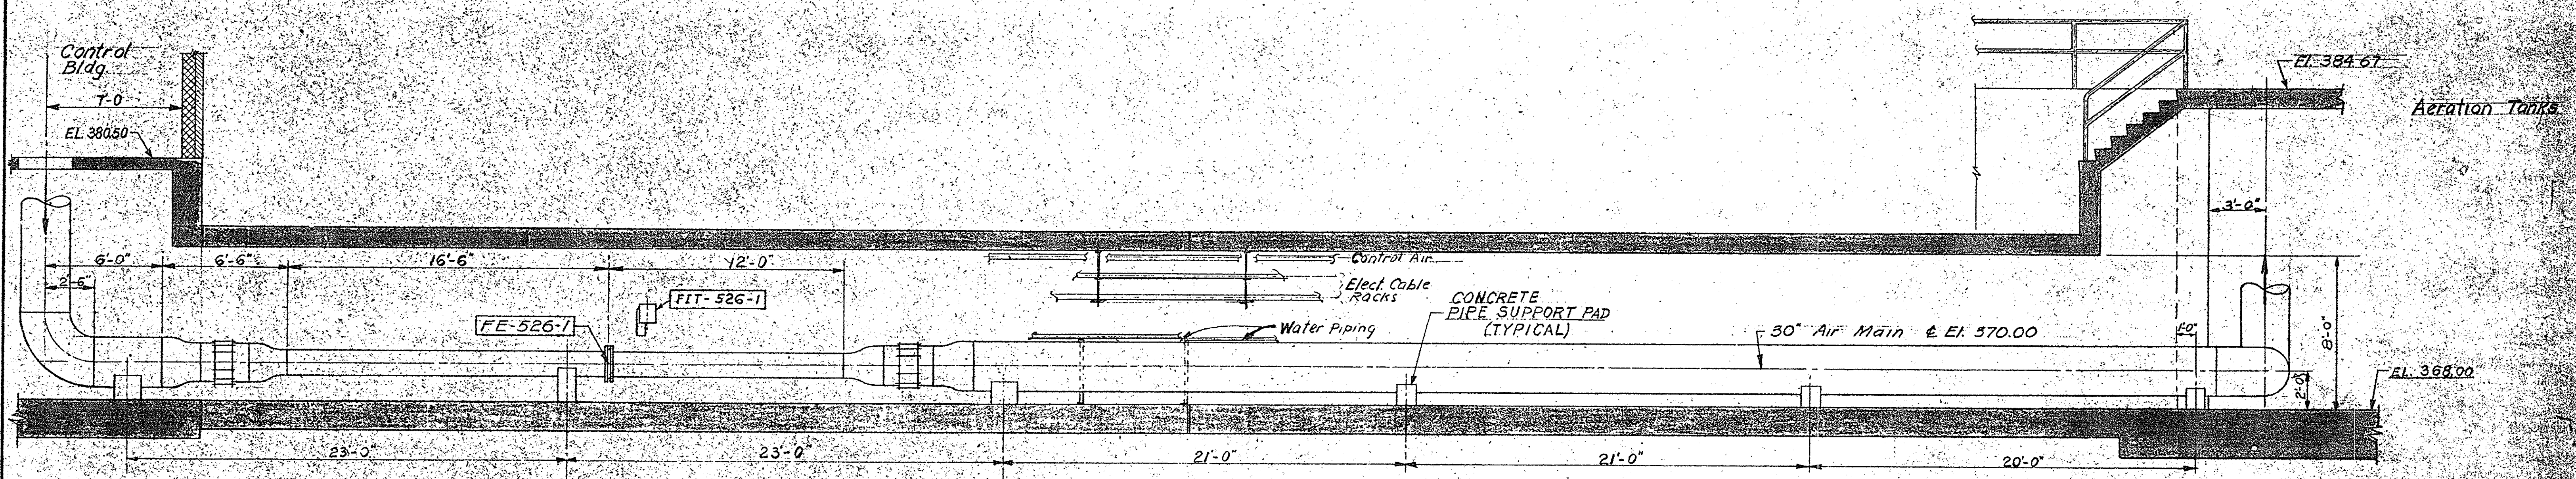 Control
Bldg.
7'-0
EL. 380.50
El. 384.67
Aeration Tanks
3'-0"
6'-0"
6'-6"
16'-6"
12'-0"
2'-6"
Control Air
Elect. Cable
Racks
FIT-526-1
FE-526-1
Water Piping
CONCRETE
PIPE SUPPORT PAD
(TYPICAL)
30" Air Main ℄ El. 370.00
1'-0"
8'-0"
2'-0"
EL. 368.00
23'-0"
23'-0"
21'-0"
21'-0"
20'-0"